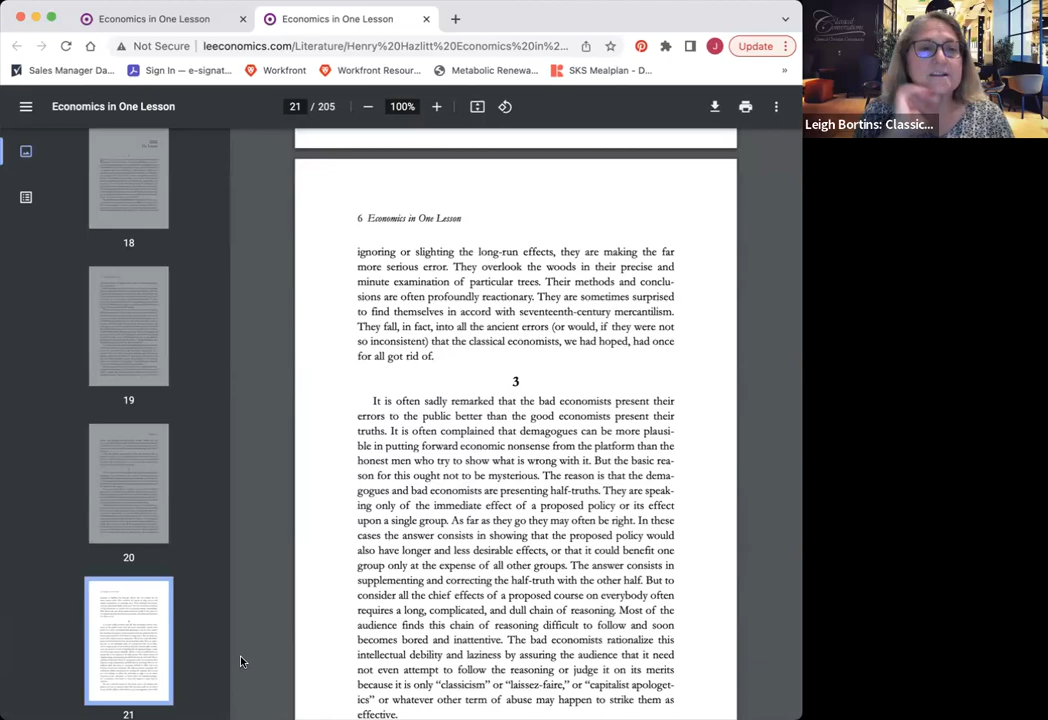 Economics in One Lesson
Economics in One Lesson
Not Secure
leeconomics.com/Literature/Henry%20Hazlitt%20Economics%20in%2...
J
Update
Sales Manager Da...
Sign In — e-signat...
Workfront
Workfront Resour...
Metabolic Renewa...
SKS Mealplan - D...
»
Economics in One Lesson
21 / 205
100%
Leigh Bortins: Classic...
18
19
20
21
6 Economics in One Lesson
ignoring or slighting the long-run effects, they are making the far
more serious error. They overlook the woods in their precise and
minute examination of particular trees. Their methods and conclu-
sions are often profoundly reactionary. They are sometimes surprised
to find themselves in accord with seventeenth-century mercantilism.
They fall, in fact, into all the ancient errors (or would, if they were not
so inconsistent) that the classical economists, we had hoped, had once
for all got rid of.
3
It is often sadly remarked that the bad economists present their
errors to the public better than the good economists present their
truths. It is often complained that demagogues can be more plausi-
ble in putting forward economic nonsense from the platform than the
honest men who try to show what is wrong with it. But the basic rea-
son for this ought not to be mysterious. The reason is that the dema-
gogues and bad economists are presenting half-truths. They are speak-
ing only of the immediate effect of a proposed policy or its effect
upon a single group. As far as they go they may often be right. In these
cases the answer consists in showing that the proposed policy would
also have longer and less desirable effects, or that it could benefit one
group only at the expense of all other groups. The answer consists in
supplementing and correcting the half-truth with the other half. But to
consider all the chief effects of a proposed course on everybody often
requires a long, complicated, and dull chain of reasoning. Most of the
audience finds this chain of reasoning difficult to follow and soon
becomes bored and inattentive. The bad economists rationalize this
intellectual debility and laziness by assuring the audience that it need
not even attempt to follow the reasoning or judge it on its merits
because it is only “classicism” or “laissez-faire,” or “capitalist apologet-
ics” or whatever other term of abuse may happen to strike them as
effective.